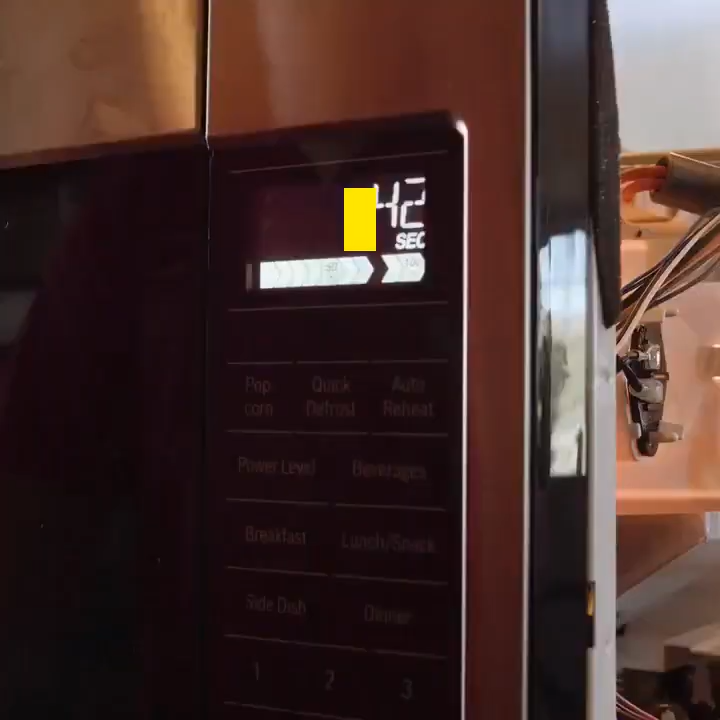 42
SEC
Pop Quick Auto
corn Defrost Reheat
Power Level Beverages
Breakfast Lunch/Snack
Side Dish Dinner
1 2 3